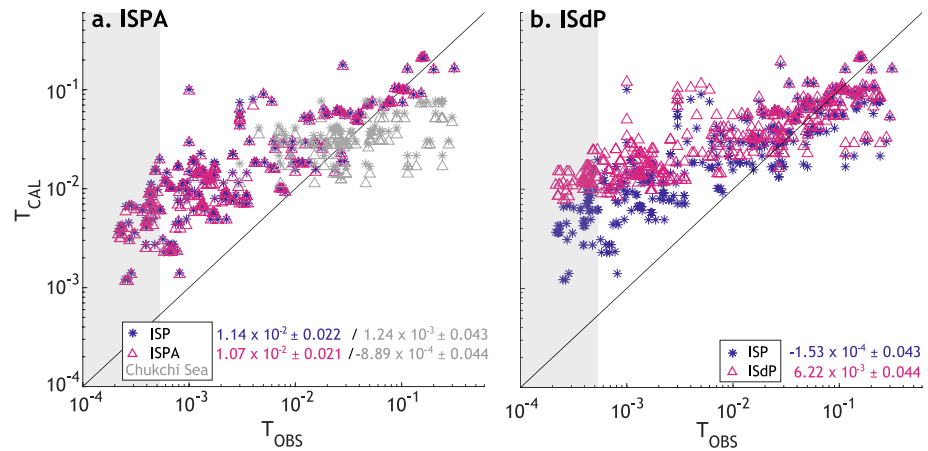 a. ISPA
b. ISdP
T_CAL
10⁻¹
10⁻²
10⁻³
10⁻⁴
ISP 1.14 x 10⁻² ± 0.022 / 1.24 x 10⁻³ ± 0.043
ISPA 1.07 x 10⁻² ± 0.021 /-8.89 x 10⁻⁴ ± 0.044
Chukchi Sea
ISP -1.53 x 10⁻⁴ ± 0.043
ISdP 6.22 x 10⁻³ ± 0.044
10⁻⁴ 10⁻³ 10⁻² 10⁻¹
10⁻⁴ 10⁻³ 10⁻² 10⁻¹
T_OBS
T_OBS